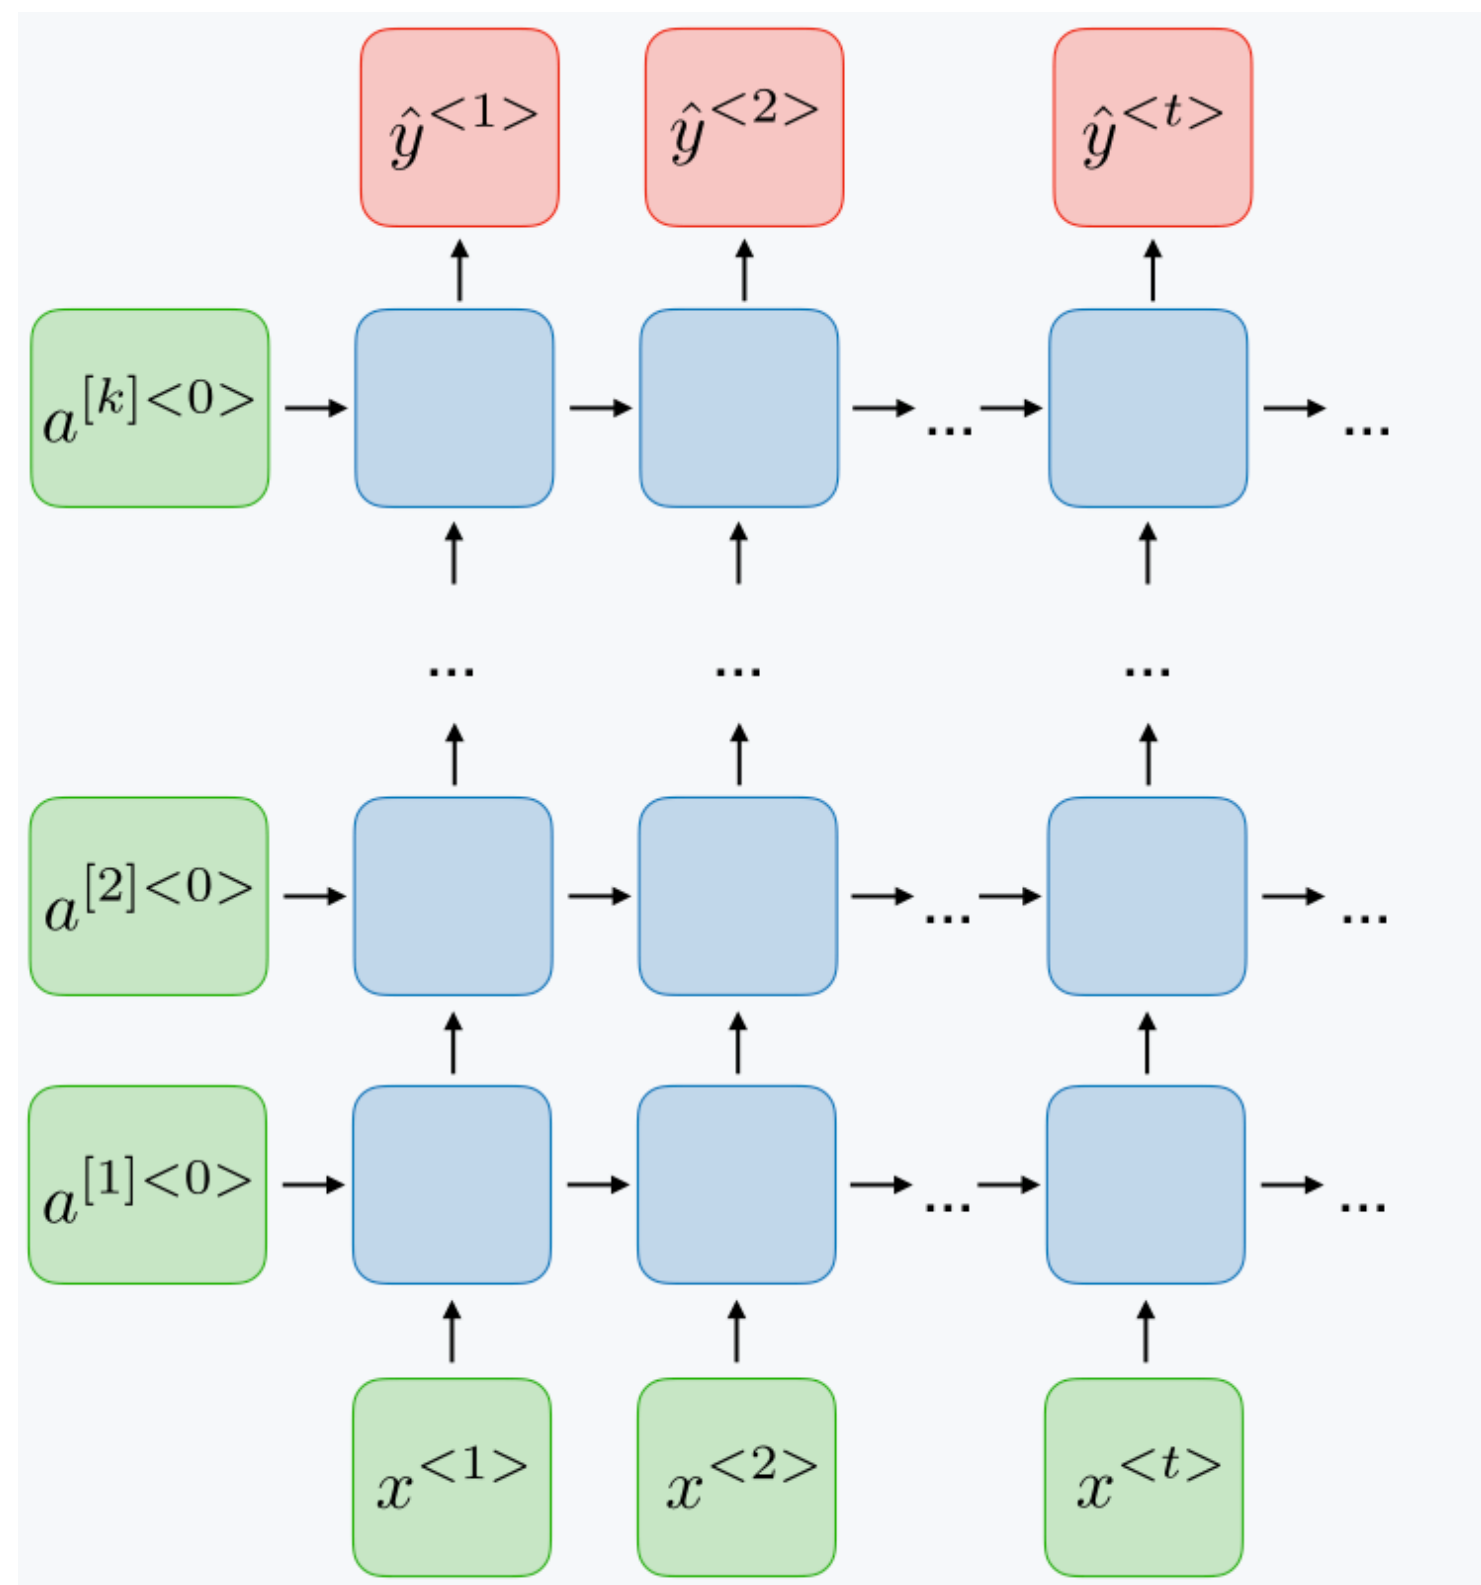 ŷ<1> ŷ<2> ŷ<t>
a[k]<0> ... ...
... ... ...
a[2]<0> ... ...
a[1]<0> ... ...
x<1> x<2> x<t>